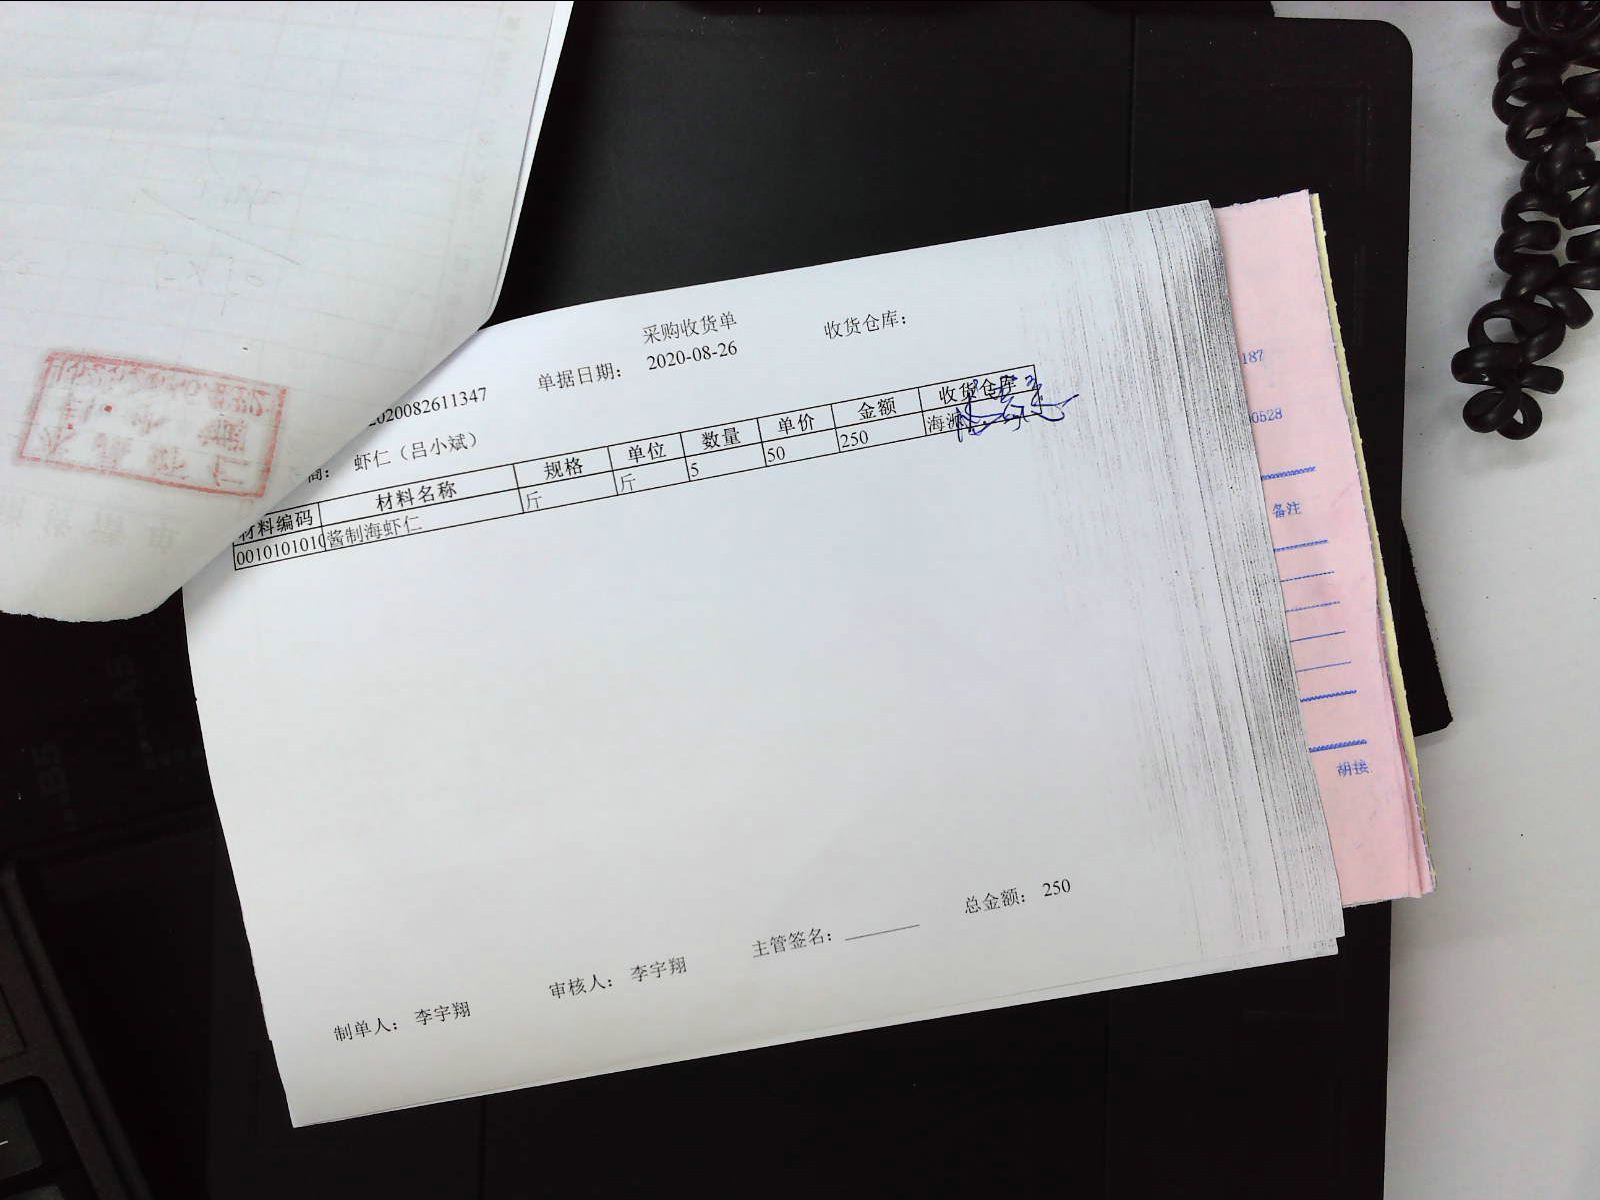 采购收货单
收货仓库:
2020082611347 单据日期: 2020-08-26
商: 虾仁（吕小斌）
材料编码 材料名称 规格 单位 数量 单价 金额 收货仓库
0010101010 酱制海虾仁 斤 斤 5 50 250 海
总金额: 250
主管签名:
审核人: 李宇翔
制单人: 李宇翔
187
0528
备注
胡接